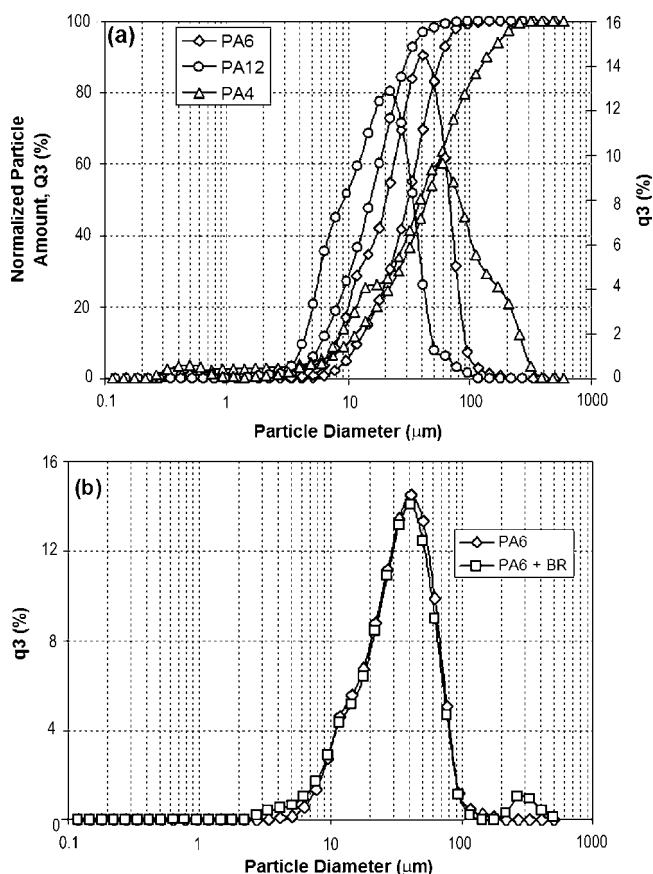 (a)
PA6
PA12
PA4
100
80
60
40
20
0
Normalized Particle
Amount, Q3 (%)
16
14
12
10
8
6
4
2
0
q3 (%)
0.1 1 10 100 1000
Particle Diameter (μm)
(b)
PA6
PA6 + BR
16
12
8
4
0
q3 (%)
0.1 1 10 100 1000
Particle Diameter (μm)